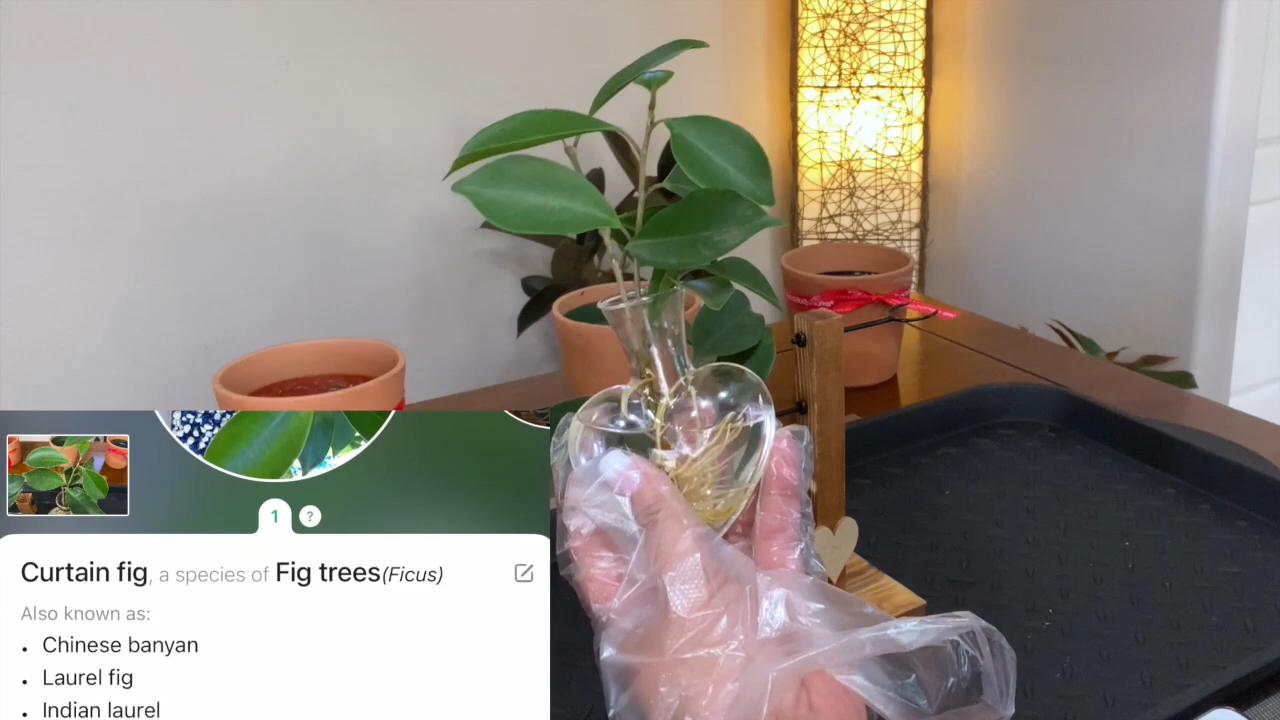 1 ?
Curtain fig, a species of Fig trees(Ficus)
Also known as:
• Chinese banyan
• Laurel fig
• Indian laurel